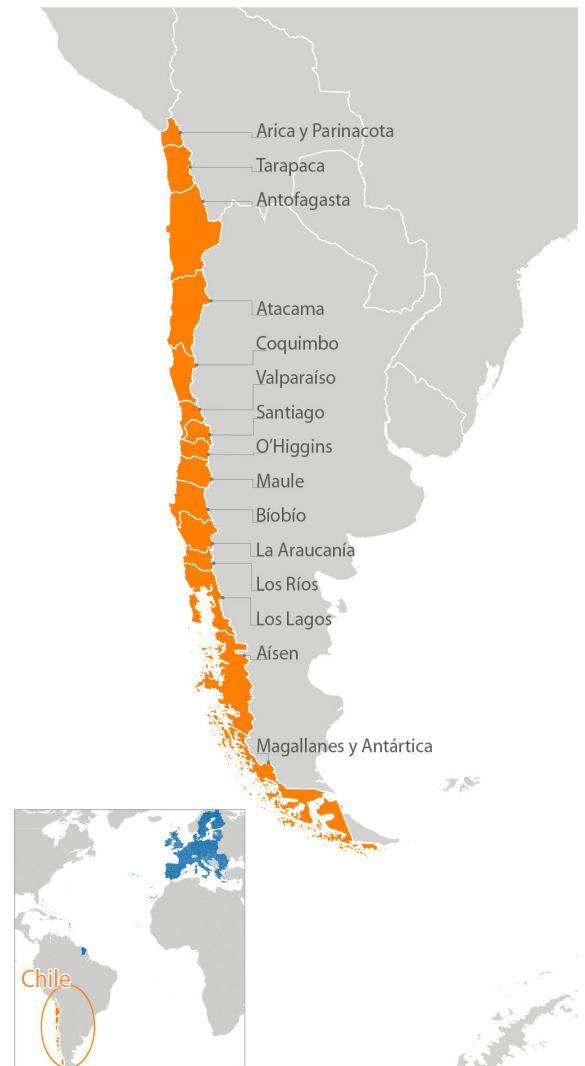 Arica y Parinacota
Tarapaca
Antofagasta
Atacama
Coquimbo
Valparaíso
Santiago
O’Higgins
Maule
Bíobío
La Araucanía
Los Ríos
Los Lagos
Aísen
Magallanes y Antártica
Chile